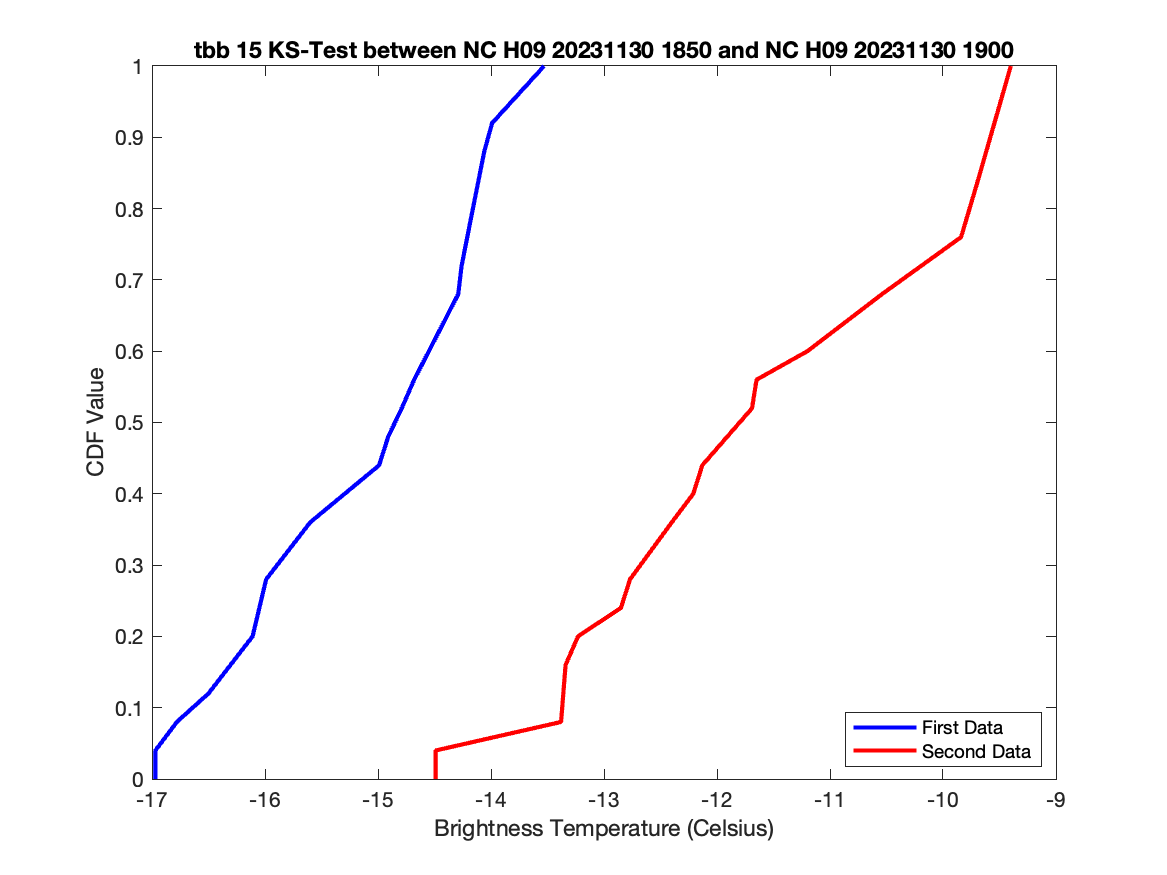 tbb 15 KS-Test between NC H09 20231130 1850 and NC H09 20231130 1900
1
0.9
0.8
0.7
0.6
0.5
0.4
0.3
0.2
0.1
0
CDF Value
First Data
Second Data
-17 -16 -15 -14 -13 -12 -11 -10 -9
Brightness Temperature (Celsius)